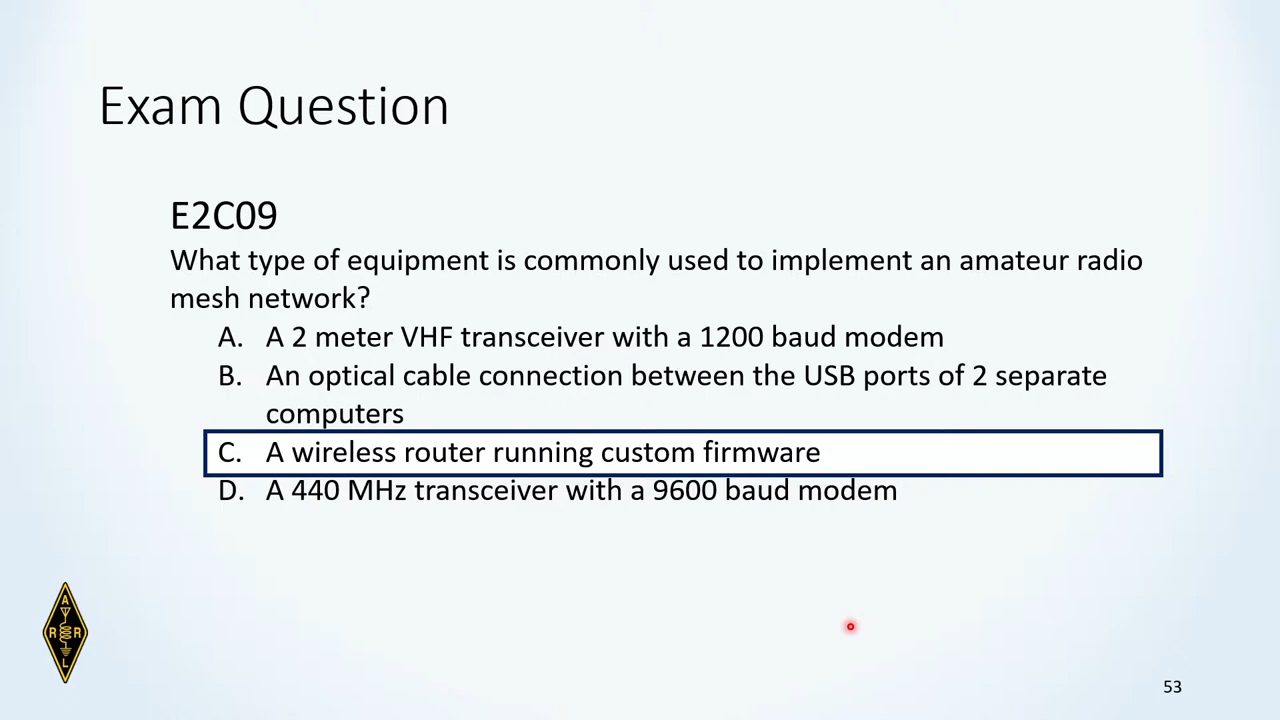 Exam Question
E2C09
What type of equipment is commonly used to implement an amateur radio
mesh network?
A. A 2 meter VHF transceiver with a 1200 baud modem
B. An optical cable connection between the USB ports of 2 separate
computers
C. A wireless router running custom firmware
D. A 440 MHz transceiver with a 9600 baud modem
A
R R
L
53